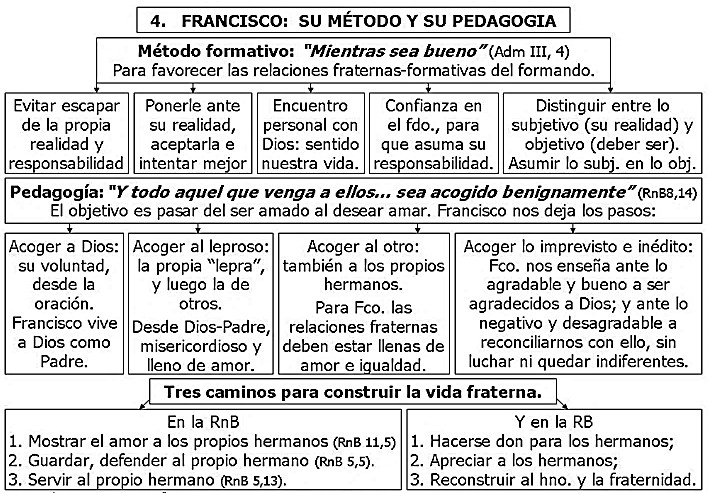 4. FRANCISCO: SU MÉTODO Y SU PEDAGOGIA
Método formativo: "Mientras sea bueno" (Adm III, 4)
Para favorecer las relaciones fraternas-formativas del formando.
Evitar escapar
de la propia
realidad y
responsabilidad
Ponerle ante
su realidad,
aceptarla e
intentar mejor
Encuentro
personal con
Dios: sentido
nuestra vida.
Confianza en
el fdo., para
que asuma su
responsabilidad.
Distinguir entre lo
subjetivo (su realidad) y
objetivo (deber ser).
Asumir lo subj. en lo obj.
Pedagogía: "Y todo aquel que venga a ellos... sea acogido benignamente" (RnB8,14)
El objetivo es pasar del ser amado al desear amar. Francisco nos deja los pasos:
Acoger a Dios:
su voluntad,
desde la
oración.
Francisco vive
a Dios como
Padre.
Acoger al leproso:
la propia "lepra",
y luego la de
otros.
Desde Dios-Padre,
misericordioso y
lleno de amor.
Acoger al otro:
también a los propios
hermanos.
Para Fco. las
relaciones fraternas
deben estar llenas de
amor e igualdad.
Acoger lo imprevisto e inédito:
Fco. nos enseña ante lo
agradable y bueno a ser
agradecidos a Dios; y ante lo
negativo y desagradable a
reconciliarnos con ello, sin
luchar ni quedar indiferentes.
Tres caminos para construir la vida fraterna.
En la RnB
1. Mostrar el amor a los propios hermanos (RnB 11,5)
2. Guardar, defender al propio hermano (RnB 5,5).
3. Servir al propio hermano (RnB 5,13).
Y en la RB
1. Hacerse don para los hermanos;
2. Apreciar a los hermanos;
3. Reconstruir al hno. y la fraternidad.